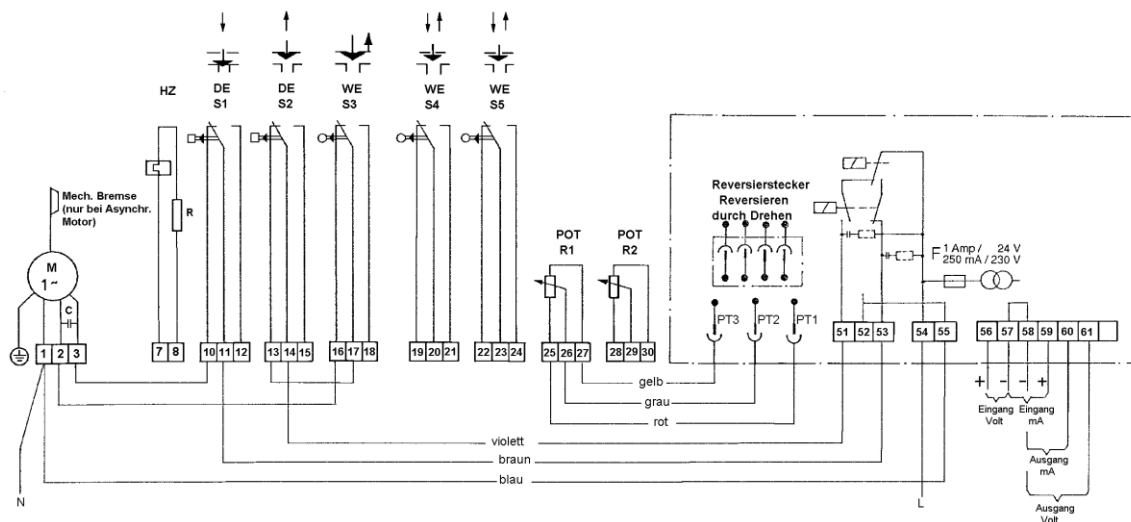 HZ
DE
S1
DE
S2
WE
S3
WE
S4
WE
S5
Mech. Bremse
(nur bei Asynchr.
Motor)
R
M
1 ~
C
Reversierstecker
Reversieren
durch Drehen
POT
R1
POT
R2
F 1 Amp / 24 V
250 mA / 230 V
PT3
PT2
PT1
1 2 3
7 8
10 11 12
13 14 15
16 17 18
19 20 21
22 23 24
25 26 27
28 29 30
51 52 53
54 55
56 57 58 59 60 61
gelb
grau
rot
violett
braun
blau
N
L
+ - - +
Eingang
Volt
Eingang
mA
Ausgang
mA
Ausgang
Volt